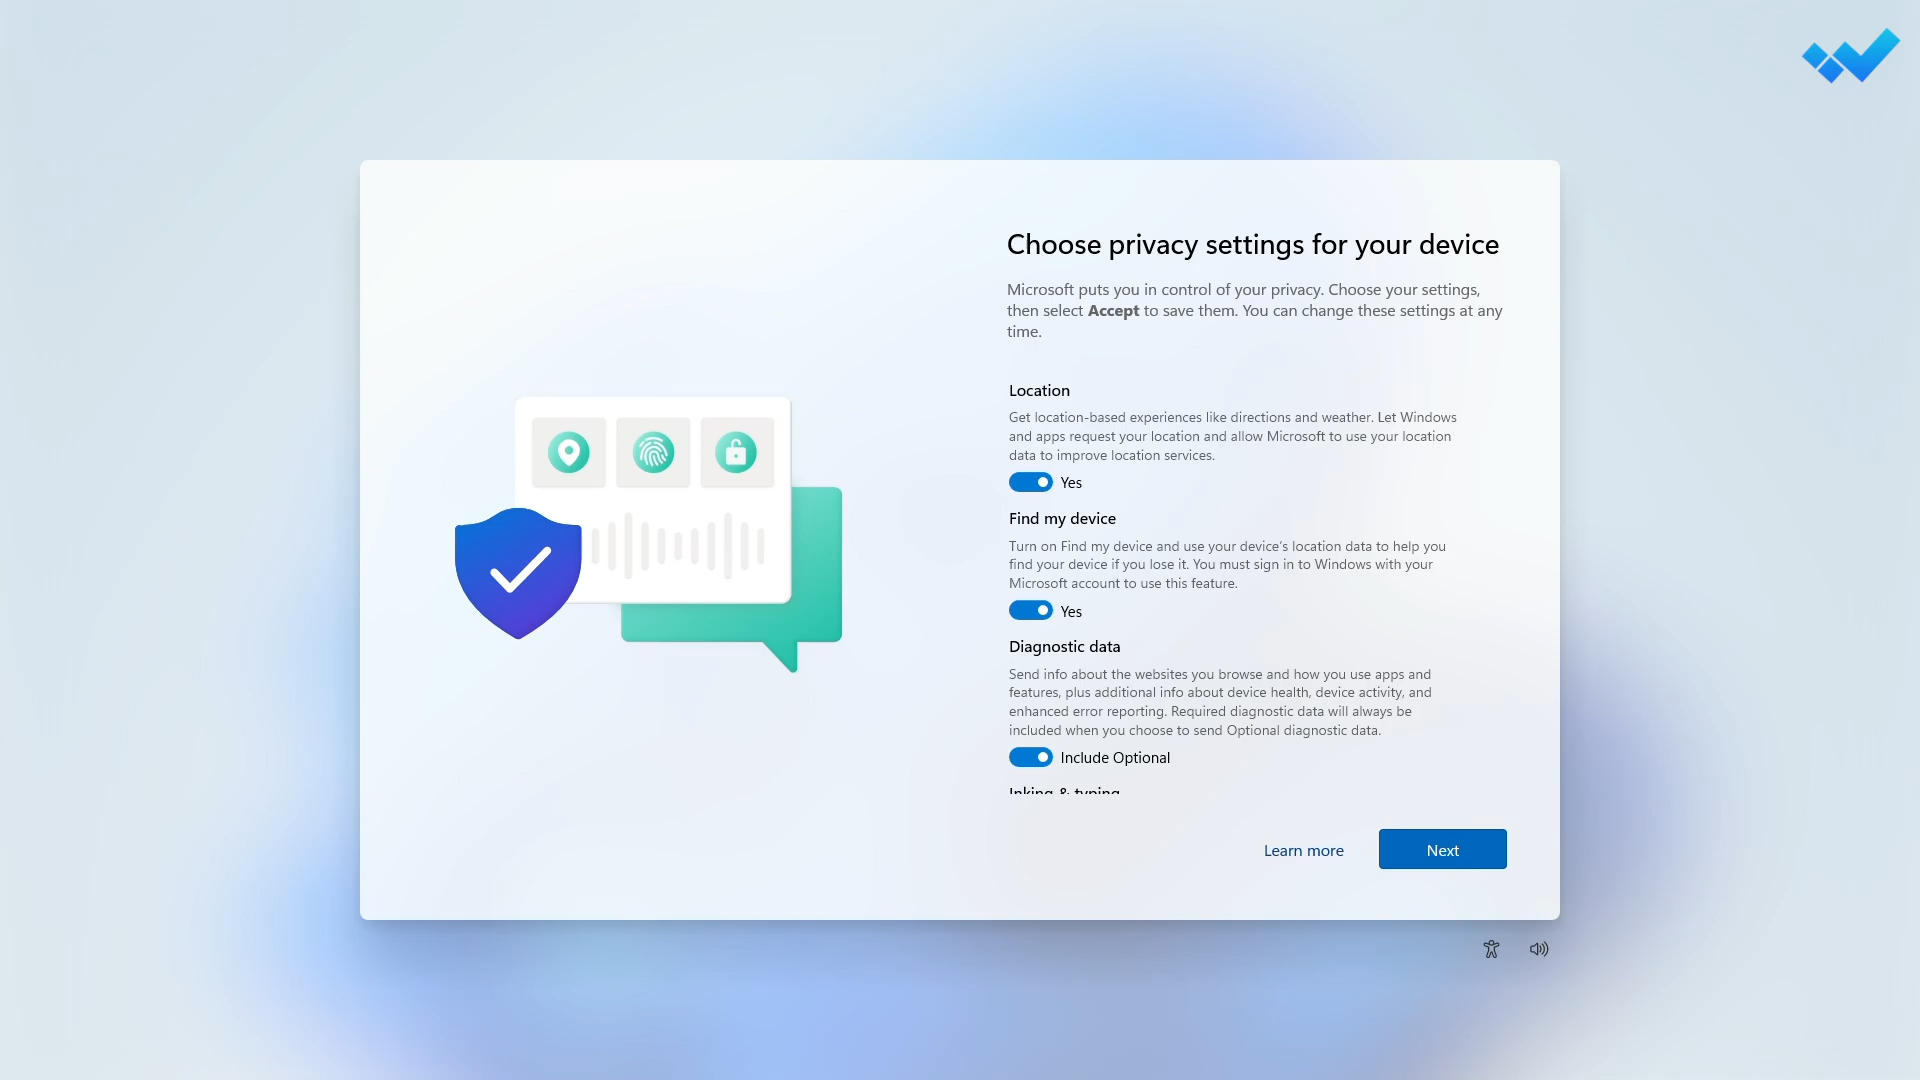 Choose privacy settings for your device
Microsoft puts you in control of your privacy. Choose your settings,
then select Accept to save them. You can change these settings at any
time.
Location
Get location-based experiences like directions and weather. Let Windows
and apps request your location and allow Microsoft to use your location
data to improve location services.
Yes
Find my device
Turn on Find my device and use your device's location data to help you
find your device if you lose it. You must sign in to Windows with your
Microsoft account to use this feature.
Yes
Diagnostic data
Send info about the websites you browse and how you use apps and
features, plus additional info about device health, device activity, and
enhanced error reporting. Required diagnostic data will always be
included when you choose to send Optional diagnostic data.
Include Optional
Inking & typing
Learn more
Next